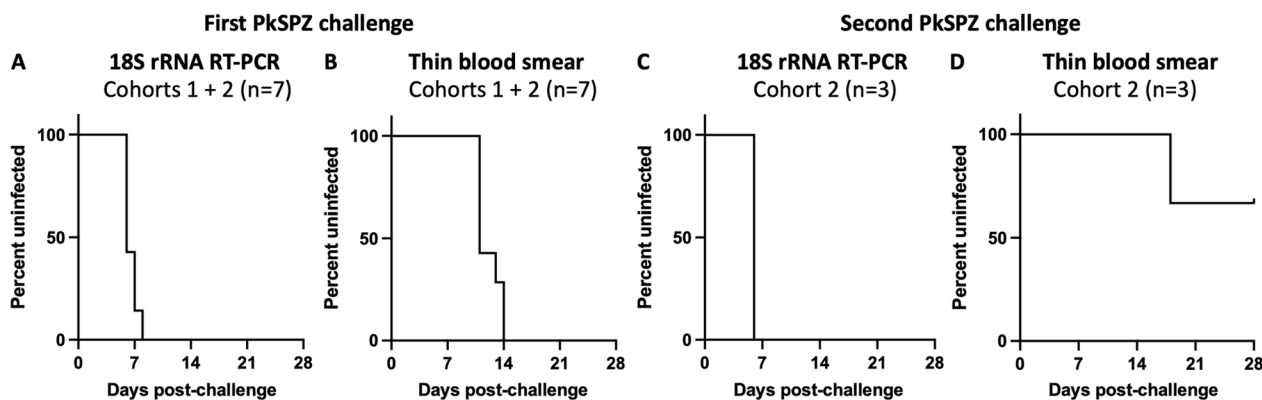 First PkSPZ challenge
Second PkSPZ challenge
A
18S rRNA RT-PCR
Cohorts 1 + 2 (n=7)
Percent uninfected
100
50
0
0 7 14 21 28
Days post-challenge
B
Thin blood smear
Cohorts 1 + 2 (n=7)
Percent uninfected
100
50
0
0 7 14 21 28
Days post-challenge
C
18S rRNA RT-PCR
Cohort 2 (n=3)
Percent uninfected
100
50
0
0 7 14 21 28
Days post-challenge
D
Thin blood smear
Cohort 2 (n=3)
Percent uninfected
100
50
0
0 7 14 21 28
Days post-challenge